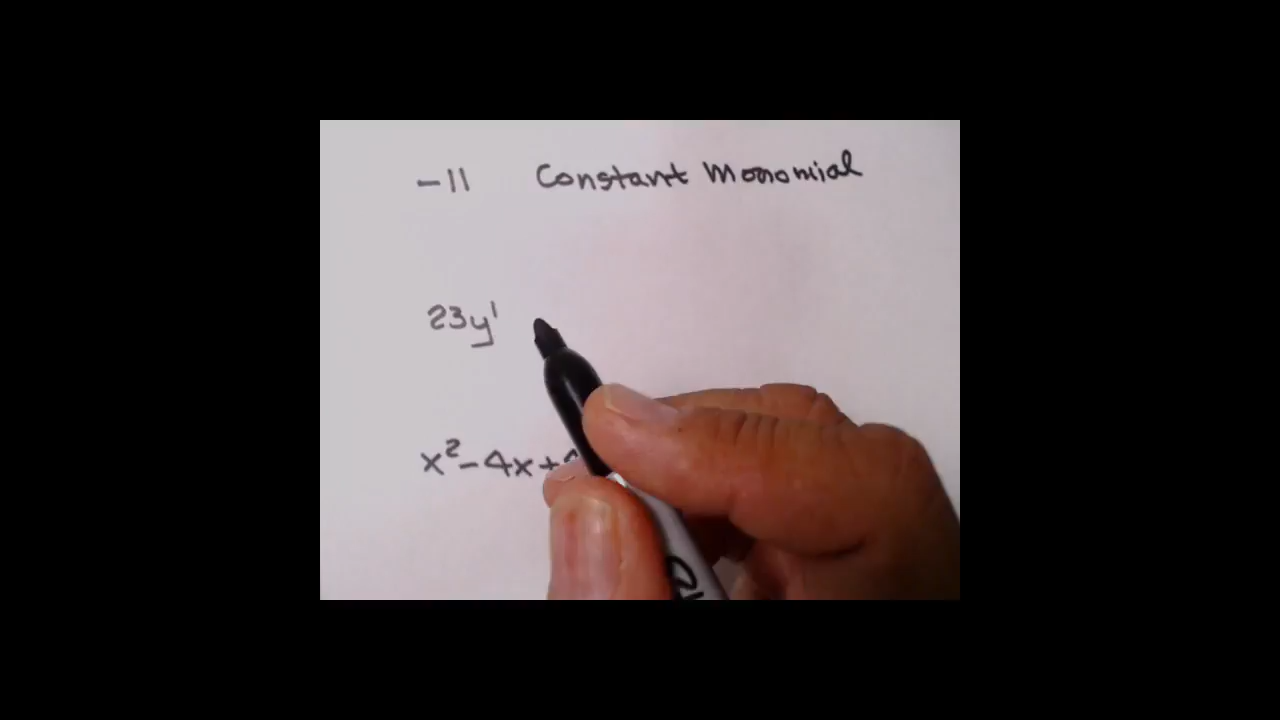 -11 Constant Monomial
23y¹
x² - 4x +